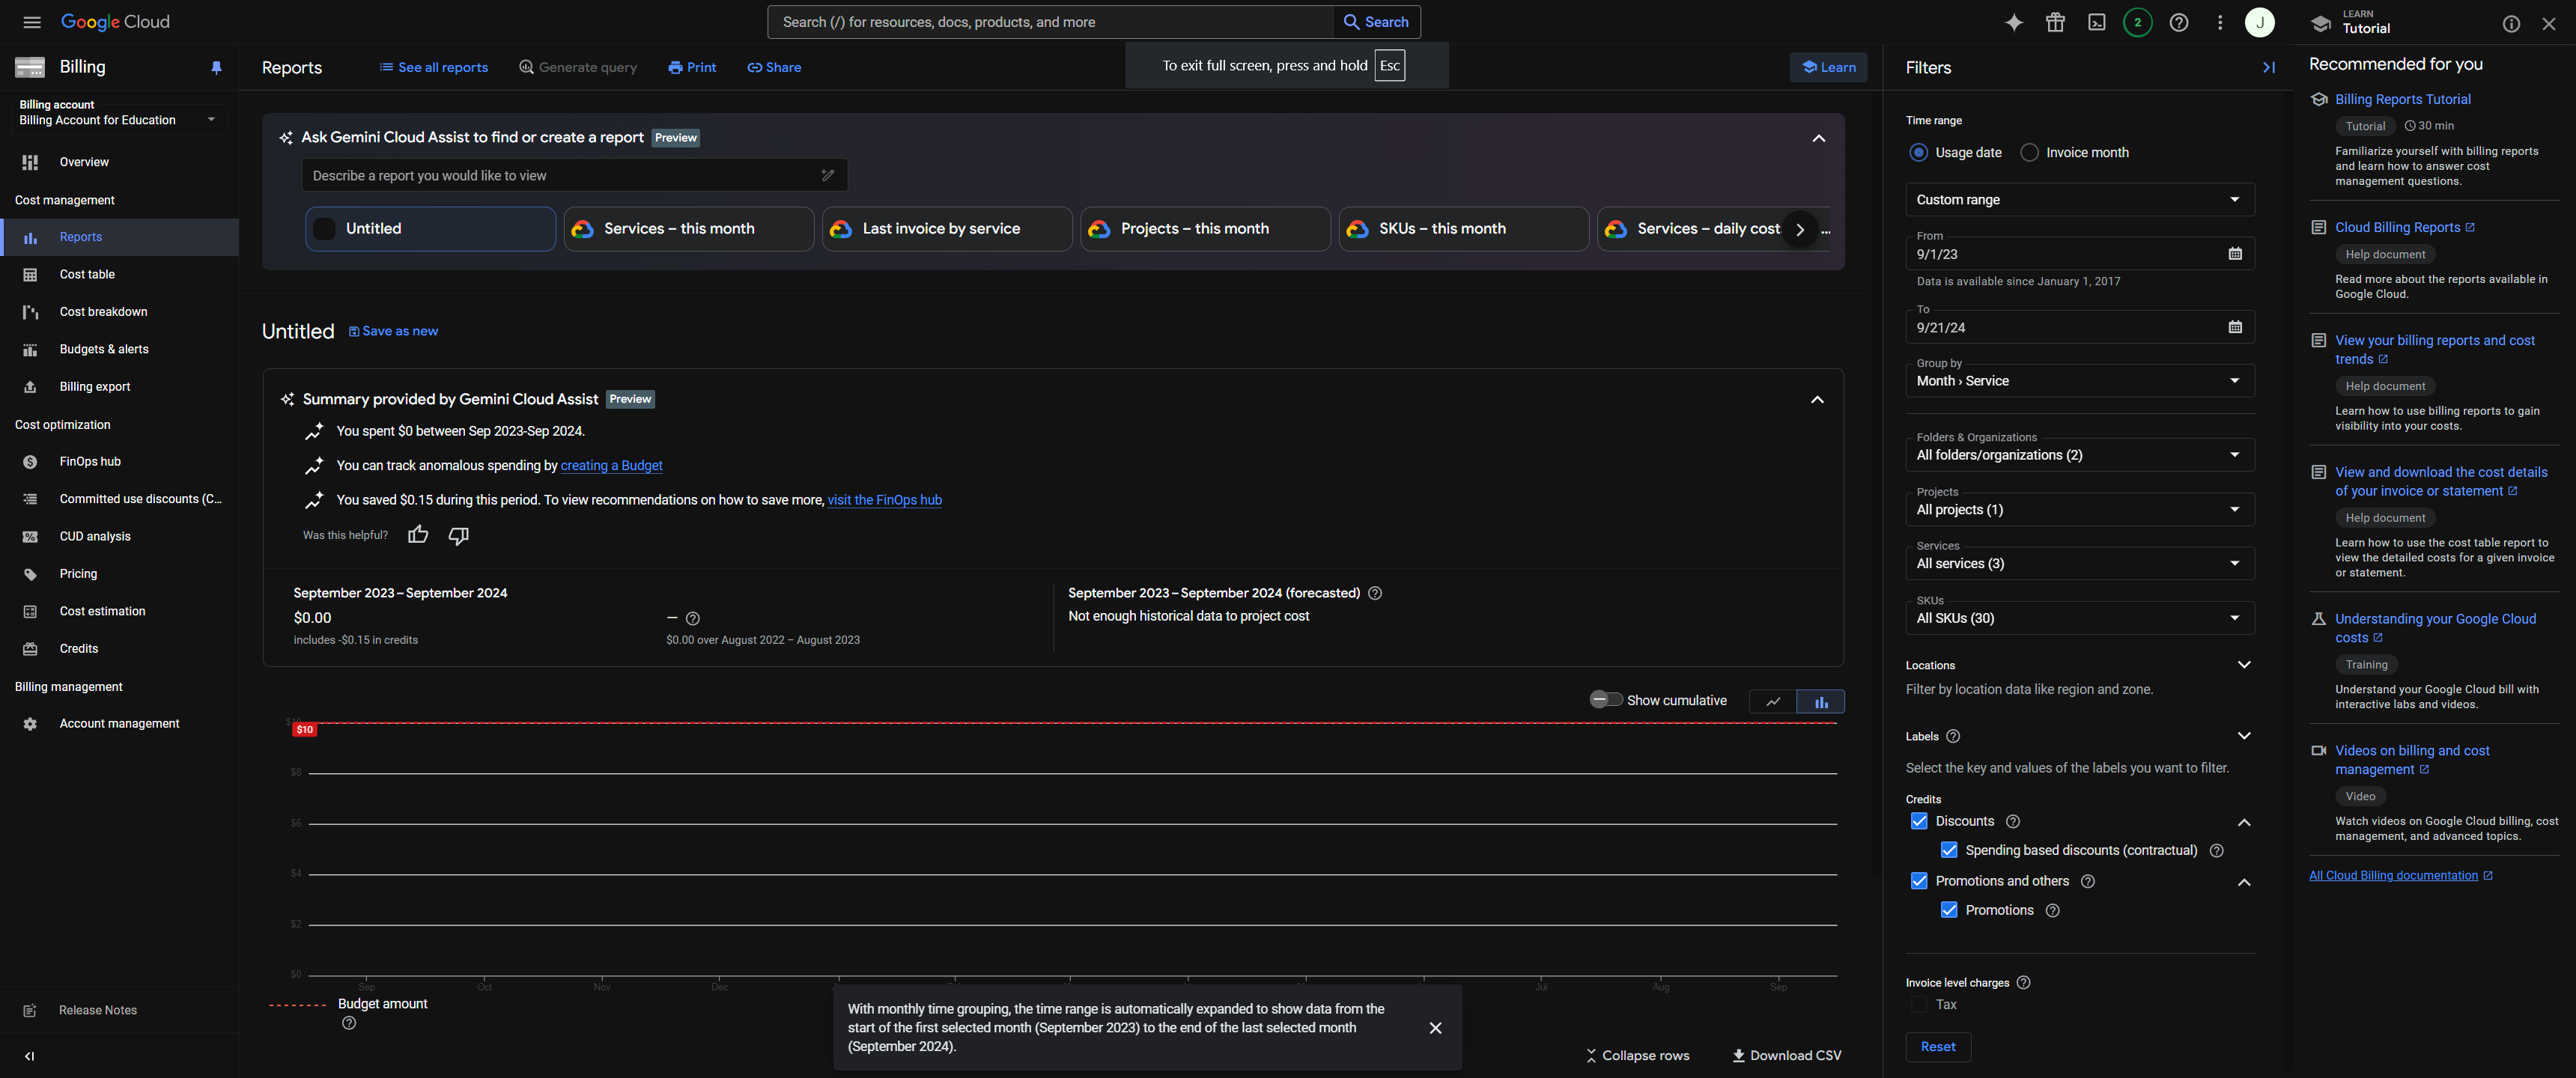 Google Cloud
Search (/) for resources, docs, products, and more
Search
2
J
LEARN
Tutorial
Billing
Reports
See all reports
Generate query
Print
Share
To exit full screen, press and hold Esc
Learn
Billing account
Billing Account for Education
Overview
Cost management
Reports
Cost table
Cost breakdown
Budgets & alerts
Billing export
Cost optimization
FinOps hub
Committed use discounts (C...
CUD analysis
Pricing
Cost estimation
Credits
Billing management
Account management
Release Notes
Ask Gemini Cloud Assist to find or create a report Preview
Describe a report you would like to view
Untitled
Services – this month
Last invoice by service
Projects – this month
SKUs – this month
Services – daily cost
...
Untitled
Save as new
Summary provided by Gemini Cloud Assist Preview
You spent $0 between Sep 2023-Sep 2024.
You can track anomalous spending by creating a Budget
You saved $0.15 during this period. To view recommendations on how to save more, visit the FinOps hub
Was this helpful?
September 2023 – September 2024
$0.00
includes -$0.15 in credits
—
$0.00 over August 2022 – August 2023
September 2023 – September 2024 (forecasted)
Not enough historical data to project cost
Show cumulative
$10
$8
$6
$4
$2
$0
Sep
Oct
Nov
Dec
Jul
Aug
Sep
Budget amount
With monthly time grouping, the time range is automatically expanded to show data from the
start of the first selected month (September 2023) to the end of the last selected month
(September 2024).
Collapse rows
Download CSV
Filters
Time range
Usage date
Invoice month
Custom range
From
9/1/23
Data is available since January 1, 2017
To
9/21/24
Group by
Month › Service
Folders & Organizations
All folders/organizations (2)
Projects
All projects (1)
Services
All services (3)
SKUs
All SKUs (30)
Locations
Filter by location data like region and zone.
Labels
Select the key and values of the labels you want to filter.
Credits
Discounts
Spending based discounts (contractual)
Promotions and others
Promotions
Invoice level charges
Tax
Reset
Recommended for you
Billing Reports Tutorial
Tutorial
30 min
Familiarize yourself with billing reports
and learn how to answer cost
management questions.
Cloud Billing Reports
Help document
Read more about the reports available in
Google Cloud.
View your billing reports and cost
trends
Help document
Learn how to use billing reports to gain
visibility into your costs.
View and download the cost details
of your invoice or statement
Help document
Learn how to use the cost table report to
view the detailed costs for a given invoice
or statement.
Understanding your Google Cloud
costs
Training
Understand your Google Cloud bill with
interactive labs and videos.
Videos on billing and cost
management
Video
Watch videos on Google Cloud billing, cost
management, and advanced topics.
All Cloud Billing documentation